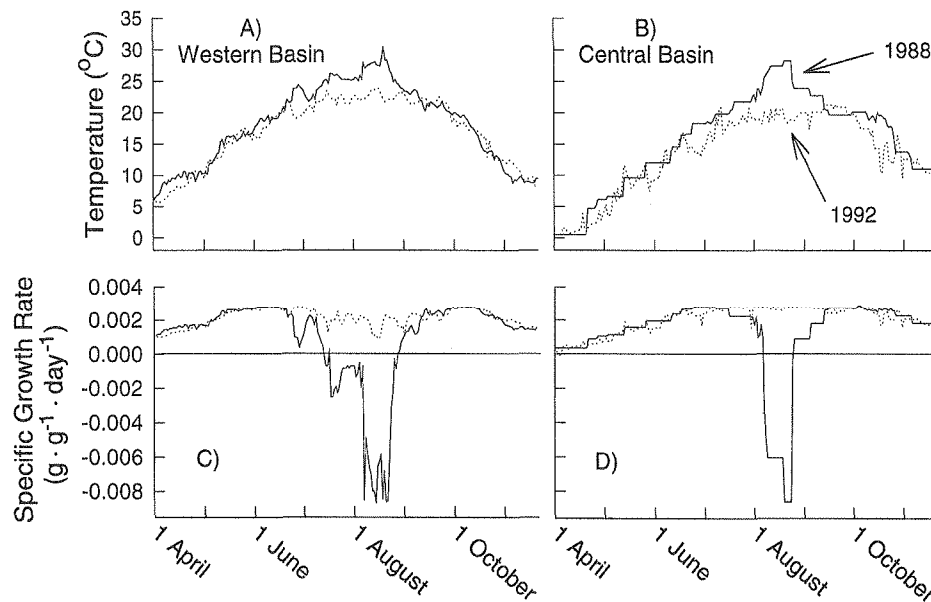 A)
Western Basin
B)
Central Basin
1988
1992
Temperature (°C)
35
30
25
20
15
10
5
0
Specific Growth Rate
(g · g⁻¹ · day⁻¹)
0.004
0.002
0.000
-0.002
-0.004
-0.006
-0.008
C)
D)
1 April
1 June
1 August
1 October
1 April
1 June
1 August
1 October